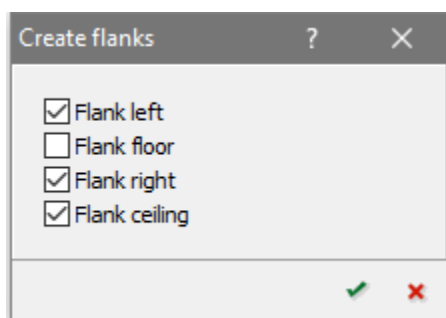 Create flanks ?
Flank left
Flank floor
Flank right
Flank ceiling